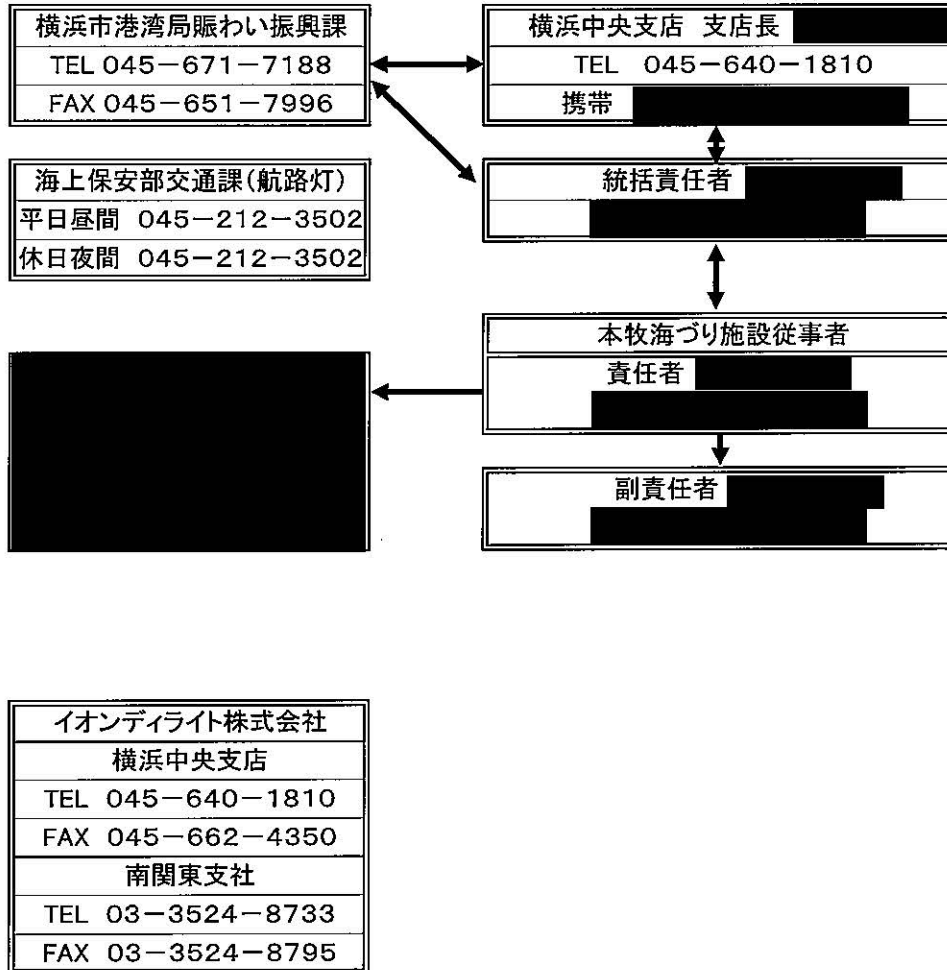 横浜市港湾局賑わい振興課
TEL 045－671－7188
FAX 045－651－7996
横浜中央支店 支店長
TEL 045－640－1810
携帯
海上保安部交通課(航路灯)
平日昼間 045－212－3502
休日夜間 045－212－3502
統括責任者
本牧海づり施設従事者
責任者
副責任者
イオンディライト株式会社
横浜中央支店
TEL 045－640－1810
FAX 045－662－4350
南関東支社
TEL 03－3524－8733
FAX 03－3524－8795